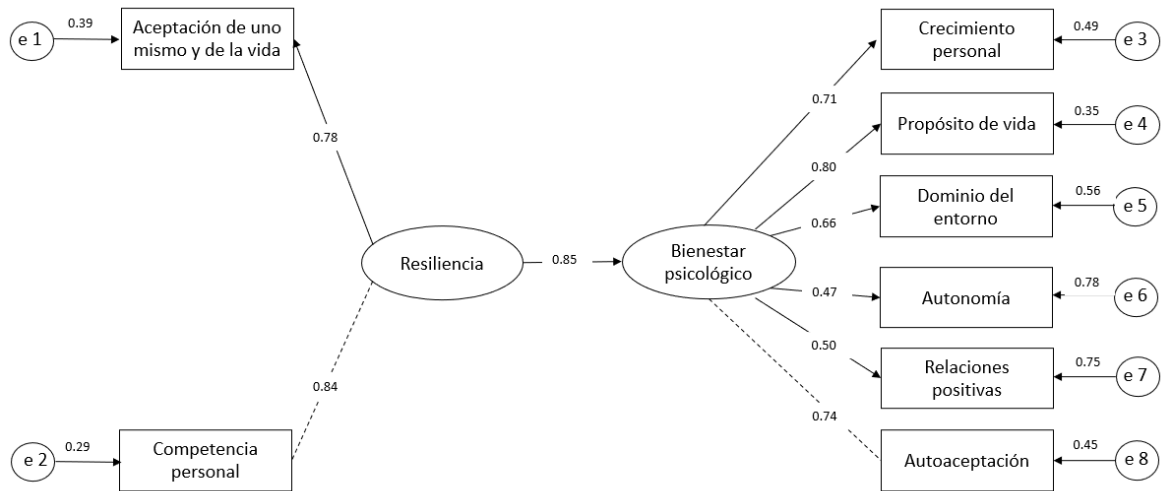 e 1
0.39
Aceptación de uno
mismo y de la vida
0.78
Resiliencia
0.84
e 2
0.29
Competencia
personal
0.85
Bienestar
psicológico
0.71
Crecimiento
personal
0.49
e 3
0.80
Propósito de vida
0.35
e 4
0.66
Dominio del
entorno
0.56
e 5
0.47
Autonomía
0.78
e 6
0.50
Relaciones
positivas
0.75
e 7
0.74
Autoaceptación
0.45
e 8